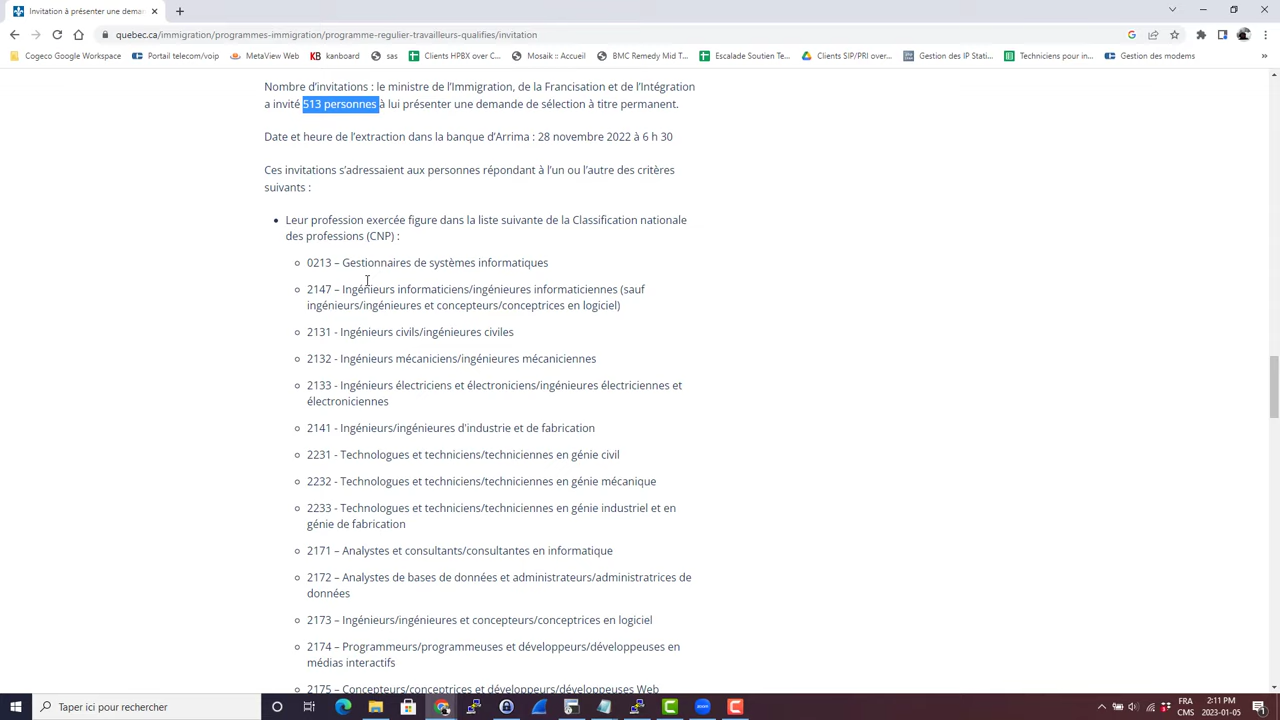 Invitation à présenter une dema
quebec.ca/immigration/programmes-immigration/programme-regulier-travailleurs-qualifies/invitation
Cogeco Google Workspace
Portail telecom/voip
MetaView Web
KB kanboard
sas
Clients HPBX over C...
Mosaik :: Accueil
BMC Remedy Mid T...
Escalade Soutien Te...
Clients SIP/PRI over...
Gestion des IP Stati...
Techniciens pour in...
Gestion des modems
»
Nombre d'invitations : le ministre de l'Immigration, de la Francisation et de l'Intégration
a invité 513 personnes à lui présenter une demande de sélection à titre permanent.
Date et heure de l'extraction dans la banque d'Arrima : 28 novembre 2022 à 6 h 30
Ces invitations s'adressaient aux personnes répondant à l'un ou l'autre des critères
suivants :
Leur profession exercée figure dans la liste suivante de la Classification nationale
des professions (CNP) :
0213 – Gestionnaires de systèmes informatiques
2147 – Ingénieurs informaticiens/ingénieures informaticiennes (sauf
ingénieurs/ingénieures et concepteurs/conceptrices en logiciel)
2131 - Ingénieurs civils/ingénieures civiles
2132 - Ingénieurs mécaniciens/ingénieures mécaniciennes
2133 - Ingénieurs électriciens et électroniciens/ingénieures électriciennes et
électroniciennes
2141 - Ingénieurs/ingénieures d'industrie et de fabrication
2231 - Technologues et techniciens/techniciennes en génie civil
2232 - Technologues et techniciens/techniciennes en génie mécanique
2233 - Technologues et techniciens/techniciennes en génie industriel et en
génie de fabrication
2171 – Analystes et consultants/consultantes en informatique
2172 – Analystes de bases de données et administrateurs/administratrices de
données
2173 – Ingénieurs/ingénieures et concepteurs/conceptrices en logiciel
2174 – Programmeurs/programmeuses et développeurs/développeuses en
médias interactifs
2175 – Concepteurs/conceptrices et développeurs/développeuses Web
Taper ici pour rechercher
zoom
FRA
CMS
2:11 PM
2023-01-05